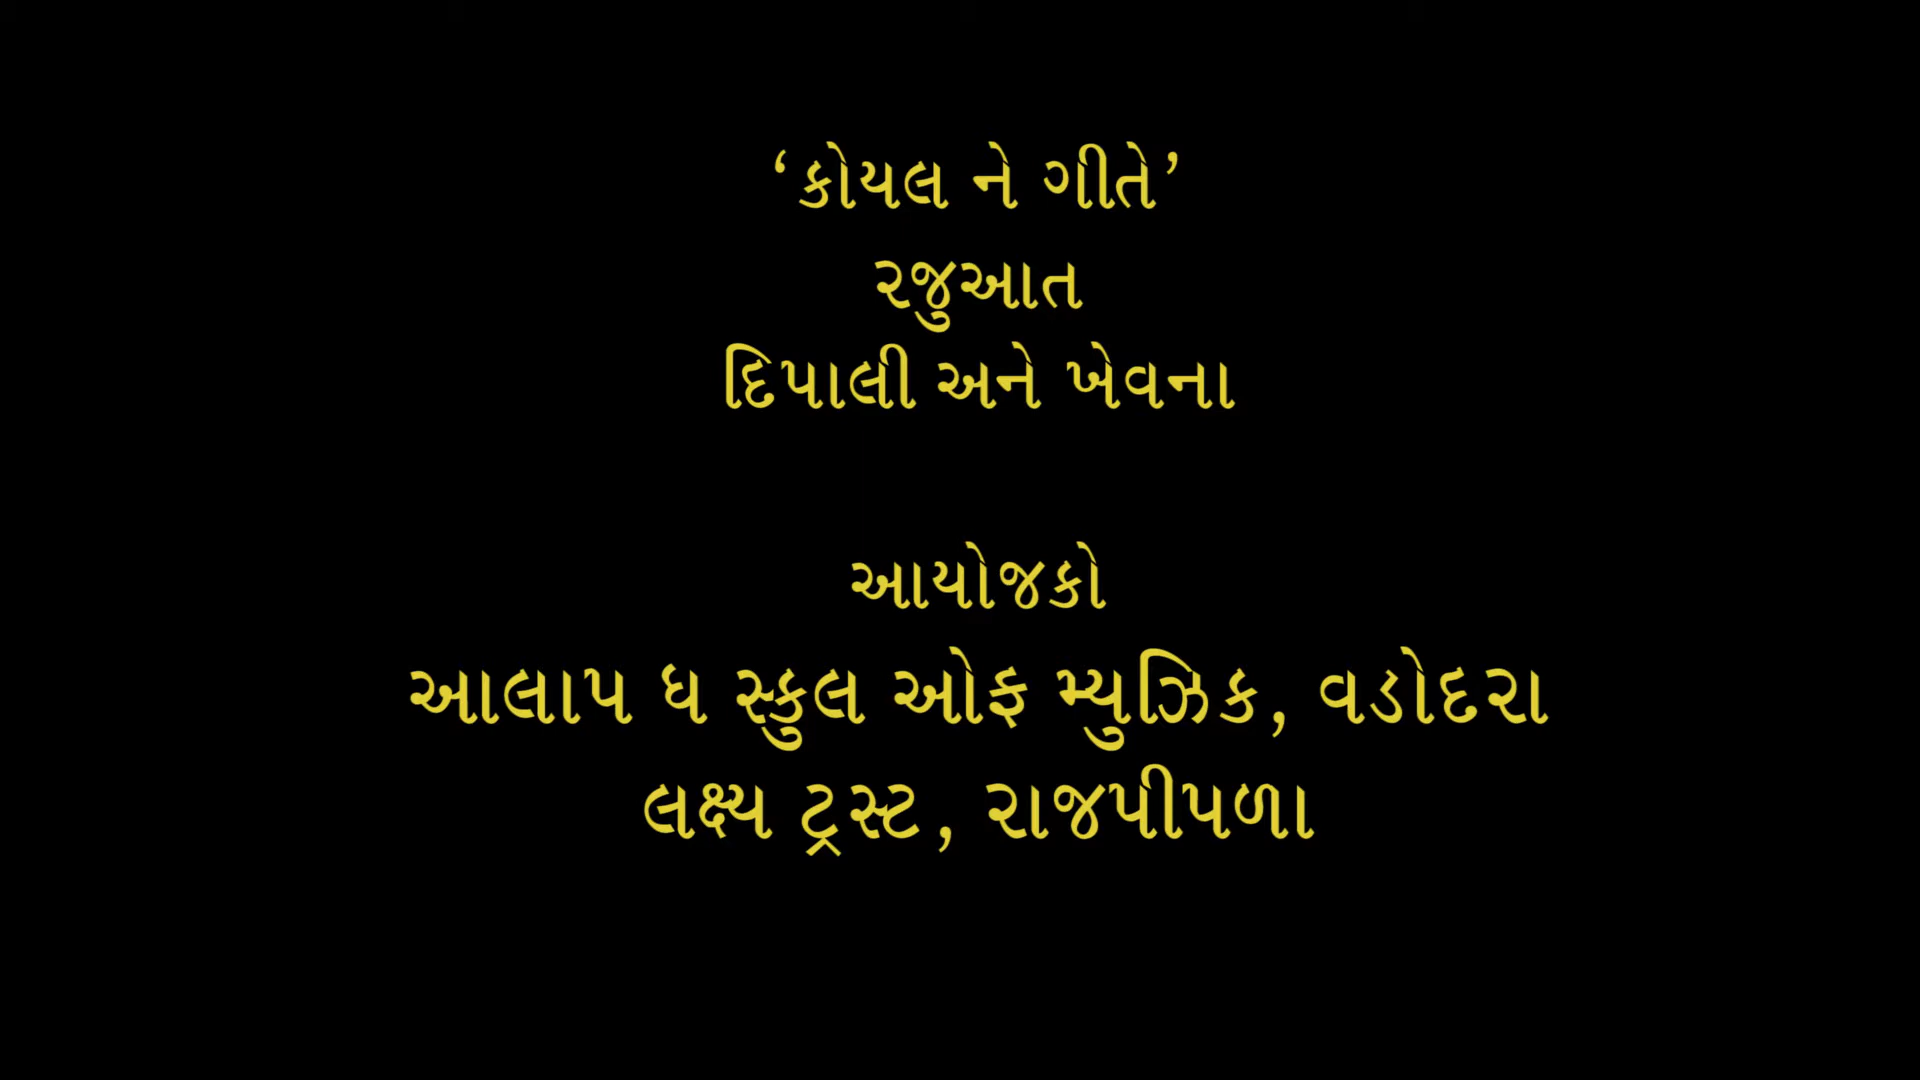 ‘કોયલ ને ગીતે’
રજુઆત
દિપાલી અને ખેવના
આયોજકો
આલાપ ધ સ્કુલ ઓફ મ્યુઝિક, વડોદરા
લક્ષ્ય ટ્રસ્ટ, રાજપીપળા